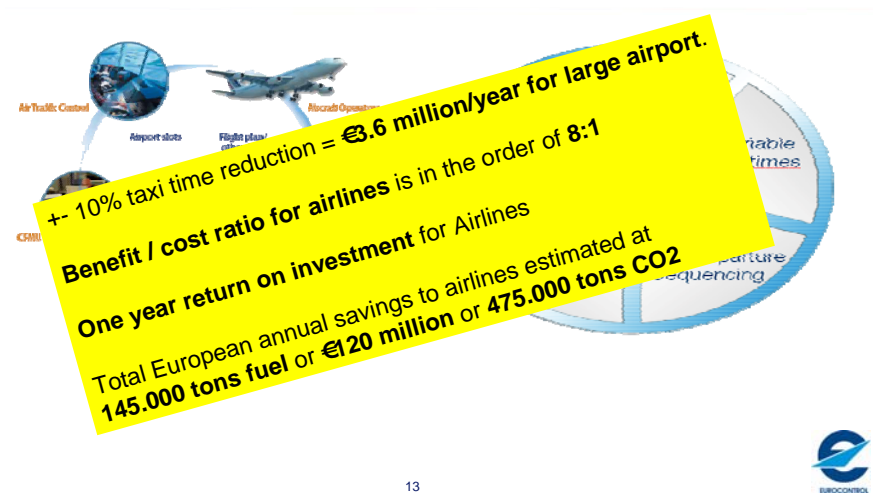 Air Traffic Control
Aircraft Operators
Airport slots
Flight plan/
+- 10% taxi time reduction = €3.6 million/year for large airport.
Benefit / cost ratio for airlines is in the order of 8:1
One year return on investment for Airlines
Total European annual savings to airlines estimated at
145.000 tons fuel or €120 million or 475.000 tons CO2
times
sequencing
13
EUROCONTROL